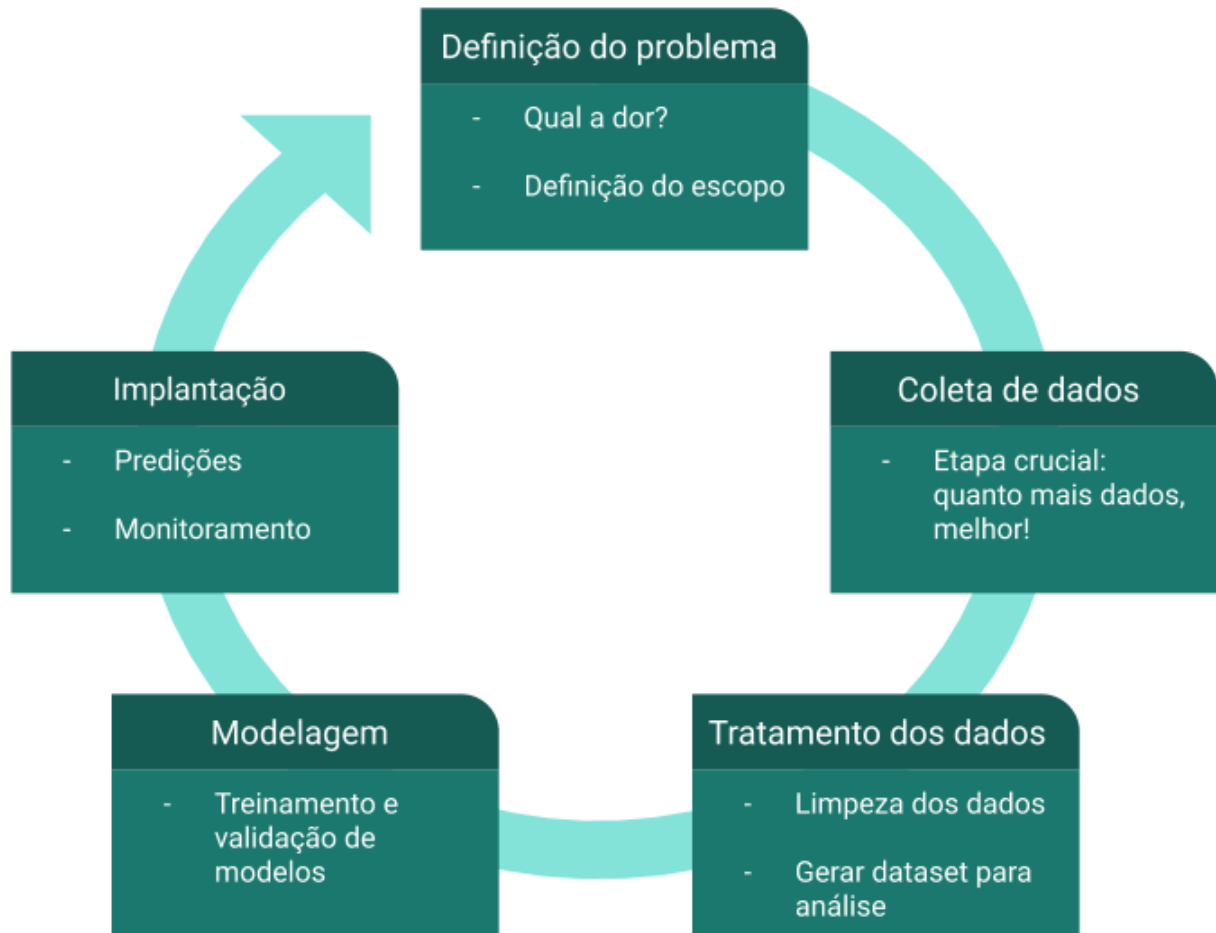 Definição do problema
- Qual a dor?
- Definição do escopo
Coleta de dados
- Etapa crucial:
quanto mais dados,
melhor!
Tratamento dos dados
- Limpeza dos dados
- Gerar dataset para
análise
Modelagem
- Treinamento e
validação de
modelos
Implantação
- Predições
- Monitoramento